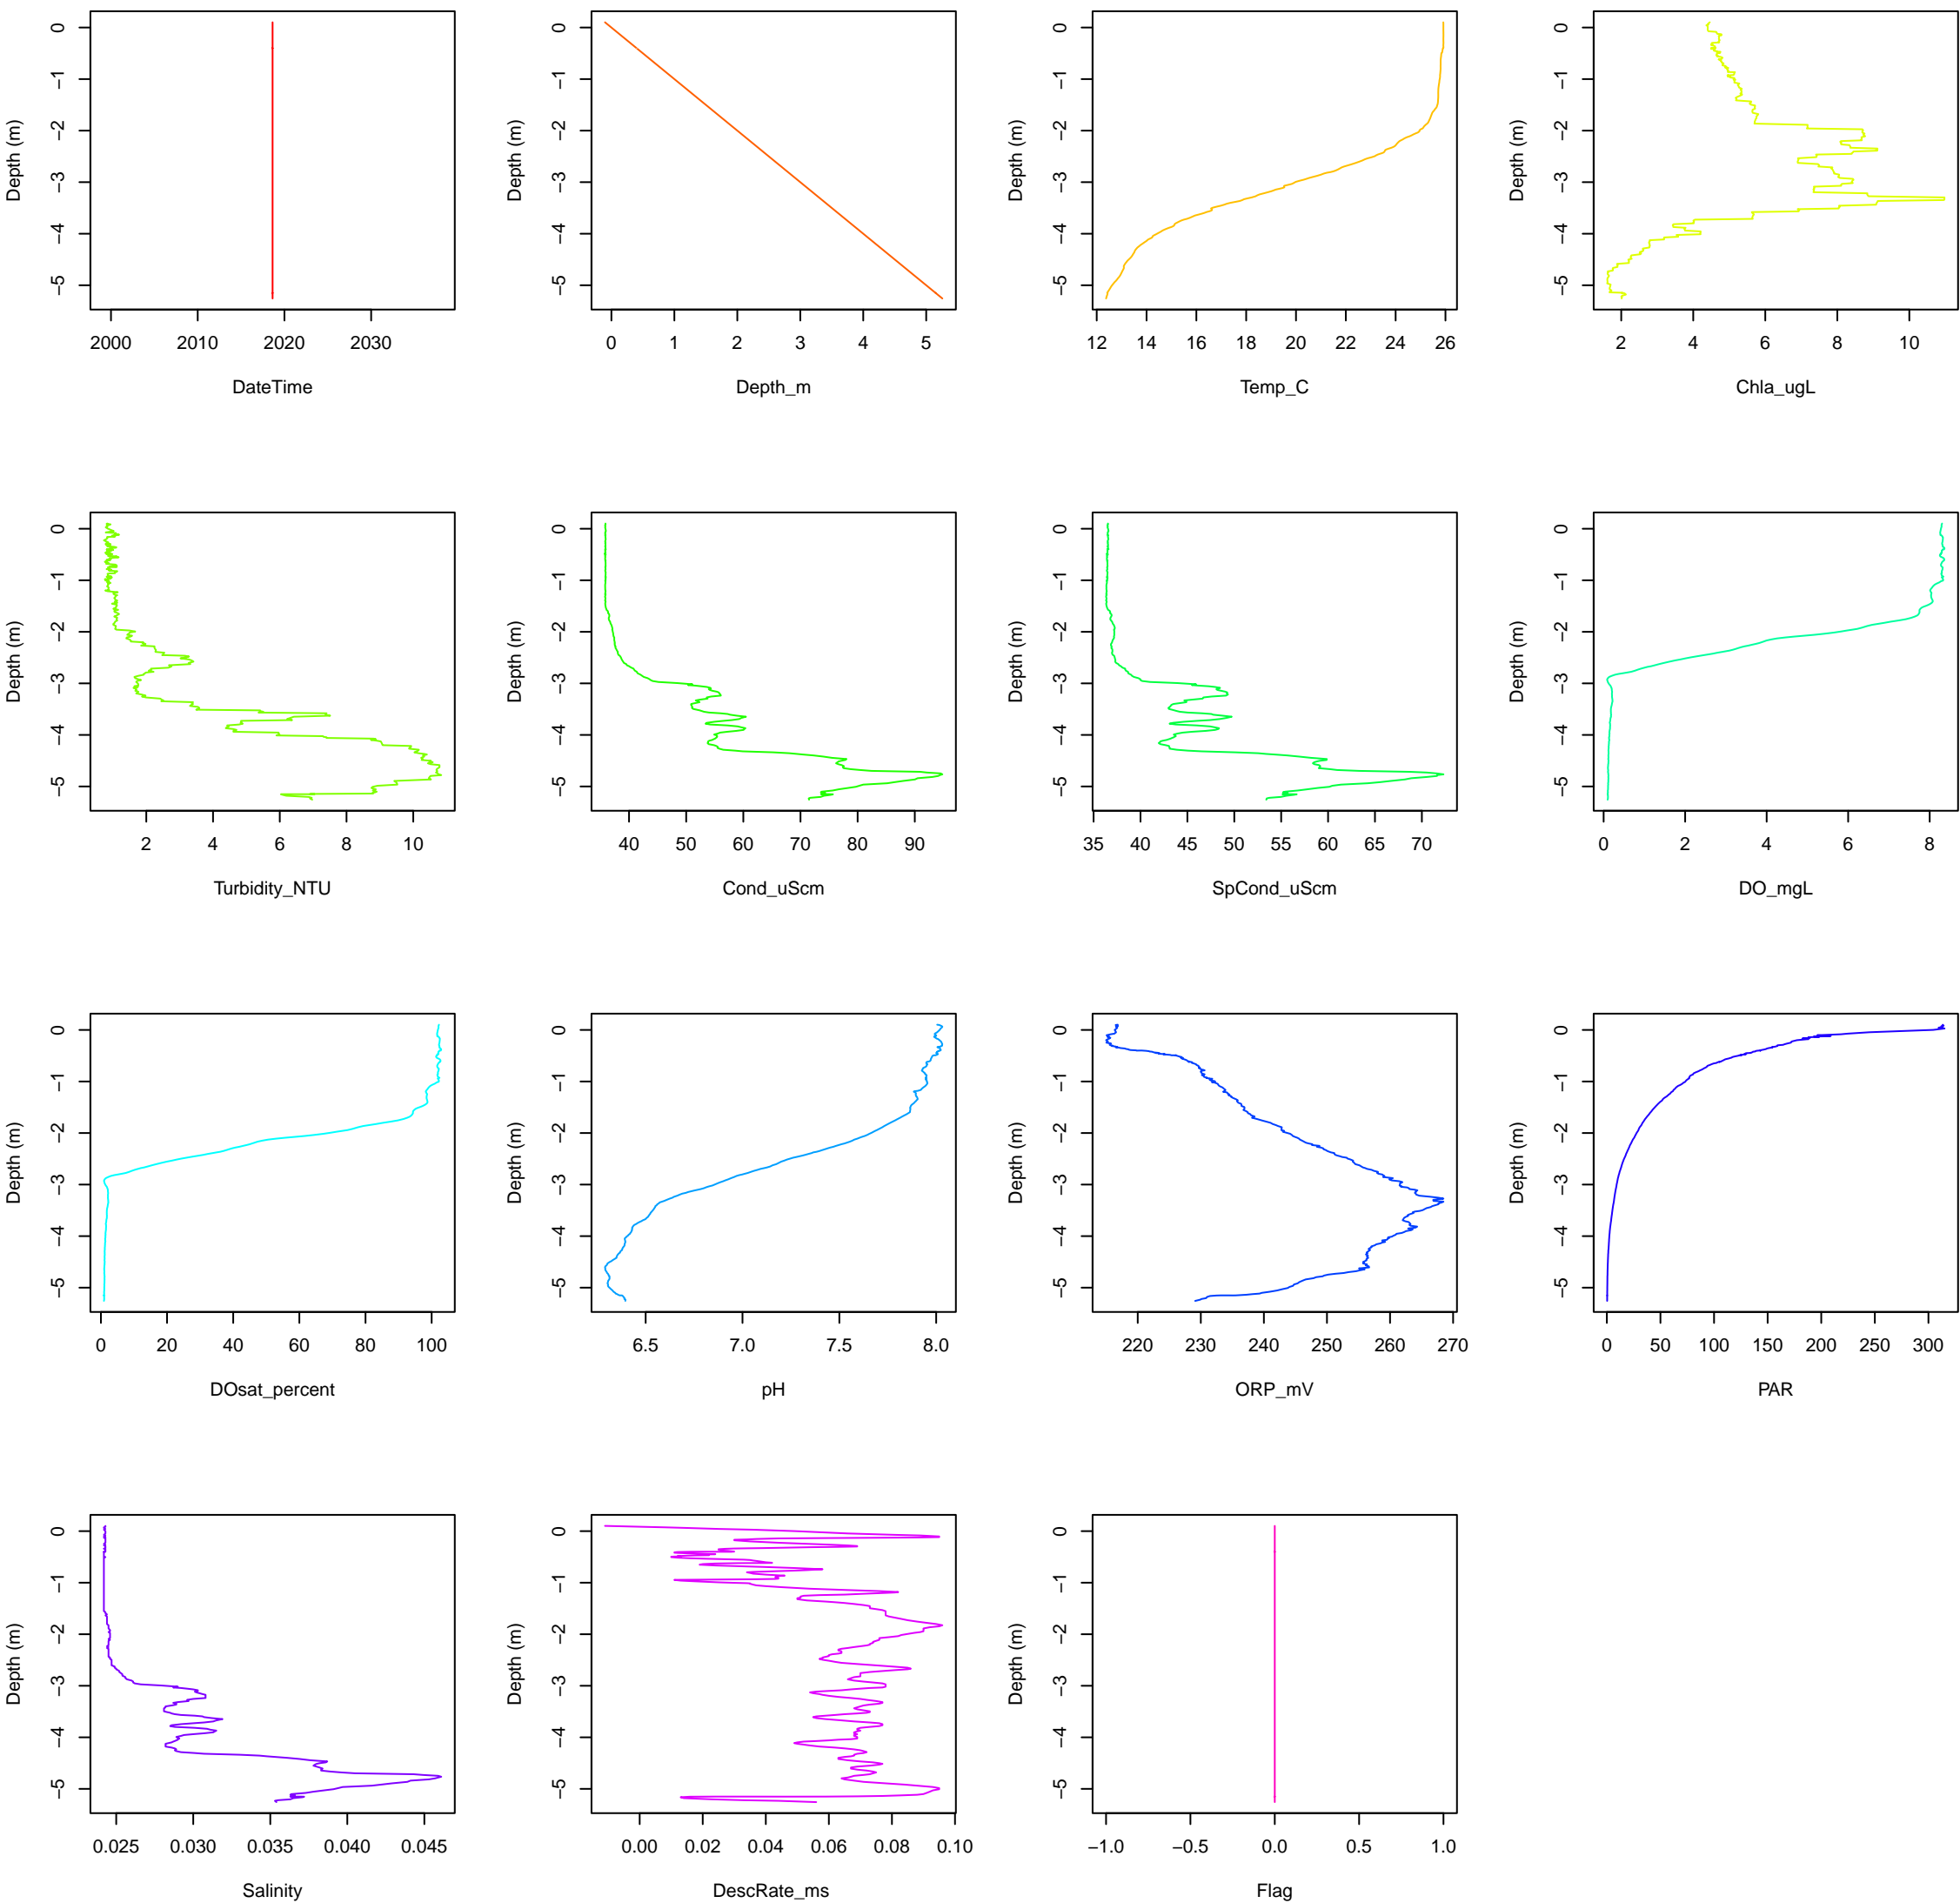 Depth (m)
0
−1
−2
−3
−4
−5
2000 2010 2020 2030
DateTime
Depth (m)
0
−1
−2
−3
−4
−5
0 1 2 3 4 5
Depth_m
Depth (m)
0
−1
−2
−3
−4
−5
12 14 16 18 20 22 24 26
Temp_C
Depth (m)
0
−1
−2
−3
−4
−5
2 4 6 8 10
Chla_ugL
Depth (m)
0
−1
−2
−3
−4
−5
2 4 6 8 10
Turbidity_NTU
Depth (m)
0
−1
−2
−3
−4
−5
40 50 60 70 80 90
Cond_uScm
Depth (m)
0
−1
−2
−3
−4
−5
35 40 45 50 55 60 65 70
SpCond_uScm
Depth (m)
0
−1
−2
−3
−4
−5
0 2 4 6 8
DO_mgL
Depth (m)
0
−1
−2
−3
−4
−5
0 20 40 60 80 100
DOsat_percent
Depth (m)
0
−1
−2
−3
−4
−5
6.5 7.0 7.5 8.0
pH
Depth (m)
0
−1
−2
−3
−4
−5
220 230 240 250 260 270
ORP_mV
Depth (m)
0
−1
−2
−3
−4
−5
0 50 100 150 200 250 300
PAR
Depth (m)
0
−1
−2
−3
−4
−5
0.025 0.030 0.035 0.040 0.045
Salinity
Depth (m)
0
−1
−2
−3
−4
−5
0.00 0.02 0.04 0.06 0.08 0.10
DescRate_ms
Depth (m)
0
−1
−2
−3
−4
−5
−1.0 −0.5 0.0 0.5 1.0
Flag